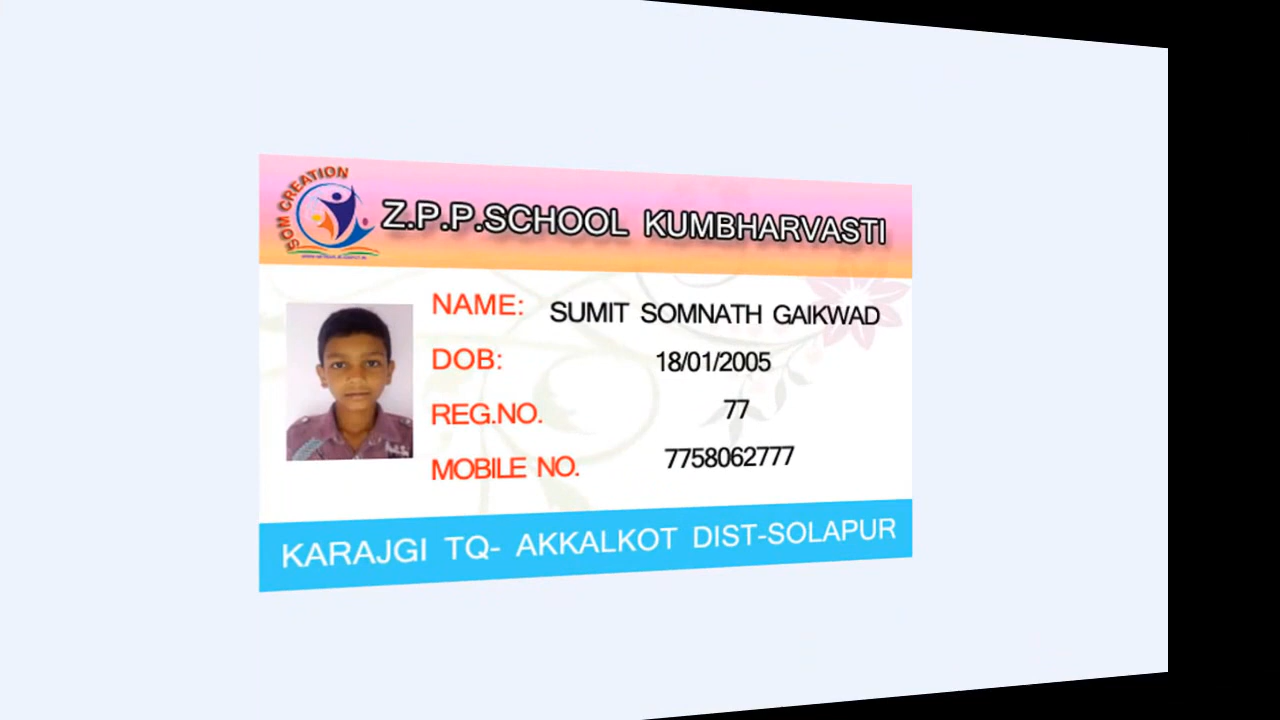 SOM CREATION
Z.P.P.SCHOOL KUMBHARVASTI
NAME: SUMIT SOMNATH GAIKWAD
DOB: 18/01/2005
REG.NO. 77
MOBILE NO. 7758062777
KARAJGI TQ- AKKALKOT DIST-SOLAPUR